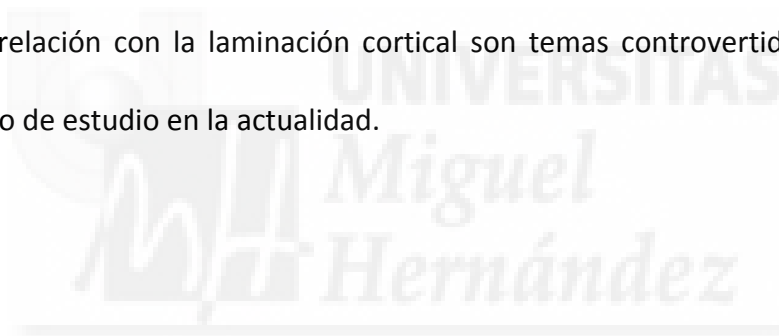 relación con la laminación cortical son temas controvertid
o de estudio en la actualidad.
UNIVERSITAS
Miguel
Hernández